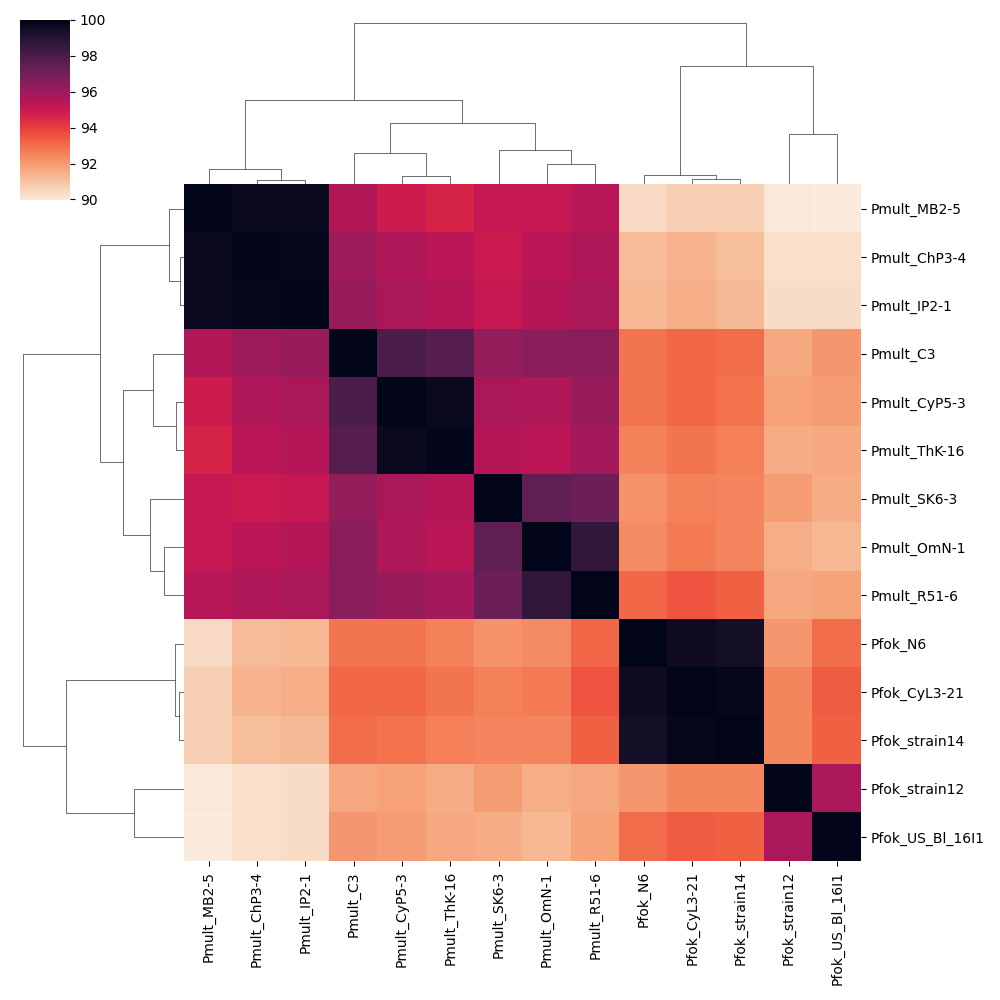 100
98
96
94
92
90
Pmult_MB2-5
Pmult_ChP3-4
Pmult_IP2-1
Pmult_C3
Pmult_CyP5-3
Pmult_ThK-16
Pmult_SK6-3
Pmult_OmN-1
Pmult_R51-6
Pfok_N6
Pfok_CyL3-21
Pfok_strain14
Pfok_strain12
Pfok_US_Bl_16I1
Pmult_MB2-5
Pmult_ChP3-4
Pmult_IP2-1
Pmult_C3
Pmult_CyP5-3
Pmult_ThK-16
Pmult_SK6-3
Pmult_OmN-1
Pmult_R51-6
Pfok_N6
Pfok_CyL3-21
Pfok_strain14
Pfok_strain12
Pfok_US_Bl_16I1